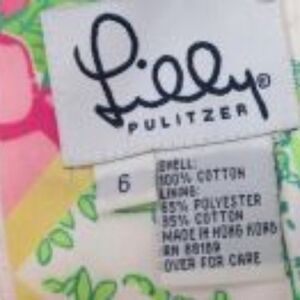 Lilly®
PULITZER
6
SHELL:
100% COTTON
LINING:
65% POLYESTER
35% COTTON
MADE IN HONG KONG
RN 88189
OVER FOR CARE